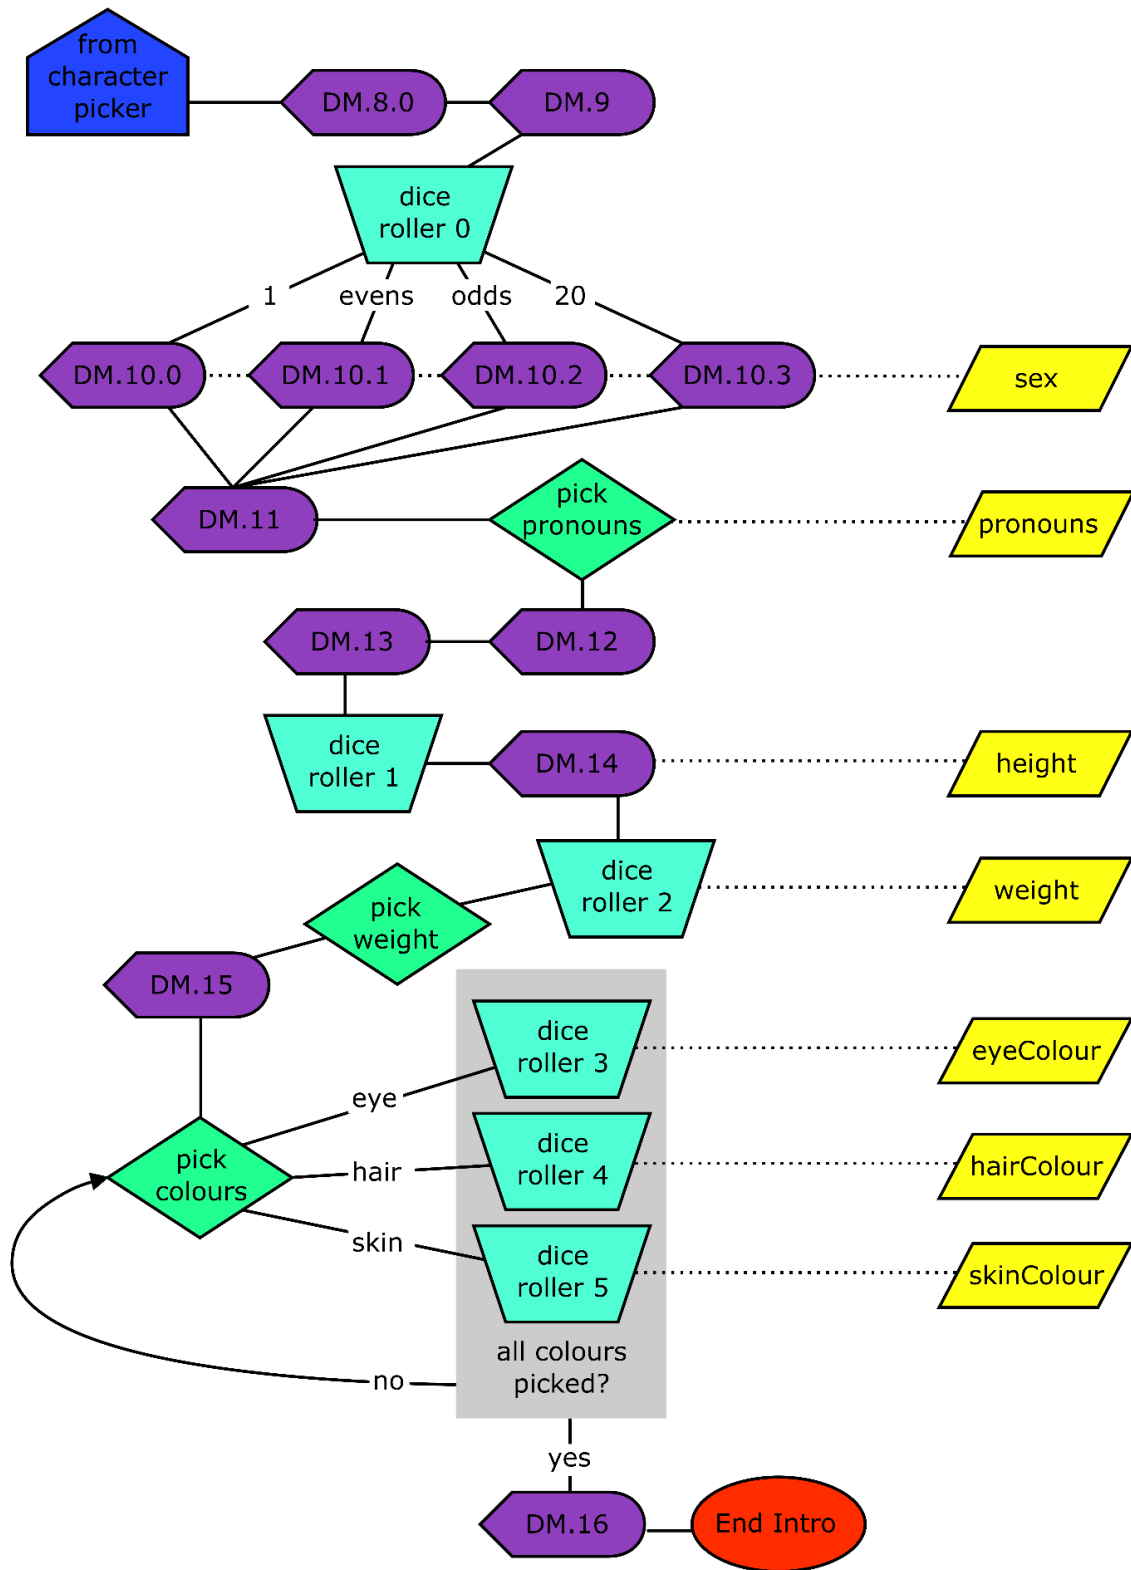 from
character
picker
DM.8.0
DM.9
dice
roller 0
1
evens
odds
20
DM.10.0
DM.10.1
DM.10.2
DM.10.3
sex
DM.11
pick
pronouns
pronouns
DM.13
DM.12
dice
roller 1
DM.14
height
dice
roller 2
weight
pick
weight
DM.15
dice
roller 3
eyeColour
eye
pick
colours
hair
dice
roller 4
hairColour
skin
dice
roller 5
skinColour
all colours
picked?
no
yes
DM.16
End Intro